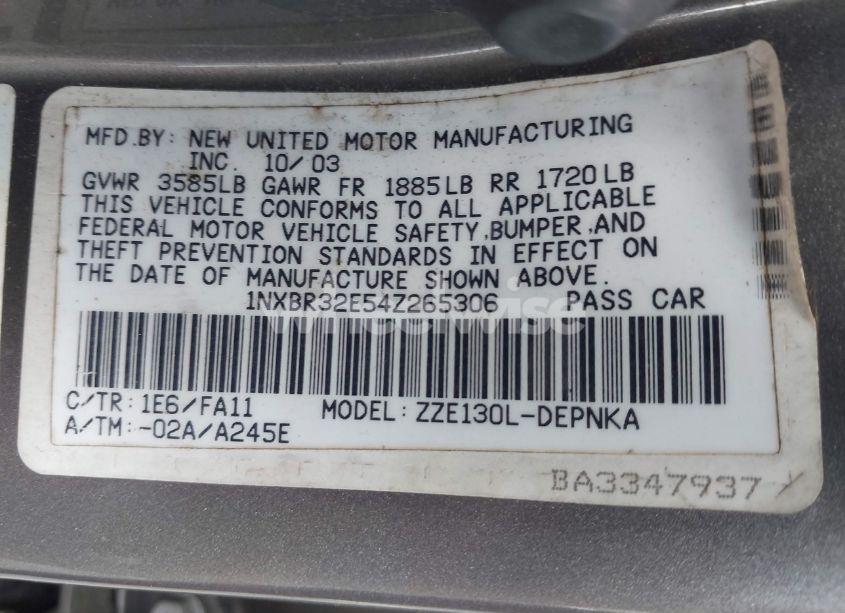 MFD.BY: NEW UNITED MOTOR MANUFACTURING
INC. 10/03
GVWR 3585LB GAWR FR 1885LB RR 1720LB
THIS VEHICLE CONFORMS TO ALL APPLICABLE
FEDERAL MOTOR VEHICLE SAFETY,BUMPER,AND
THEFT PREVENTION STANDARDS IN EFFECT ON
THE DATE OF MANUFACTURE SHOWN ABOVE.
1NXBR32E54Z265306 PASS CAR
wheelwise
C/TR:1E6/FA11 MODEL:ZZE130L-DEPNKA
A/TM:-02A/A245E
BA3347937